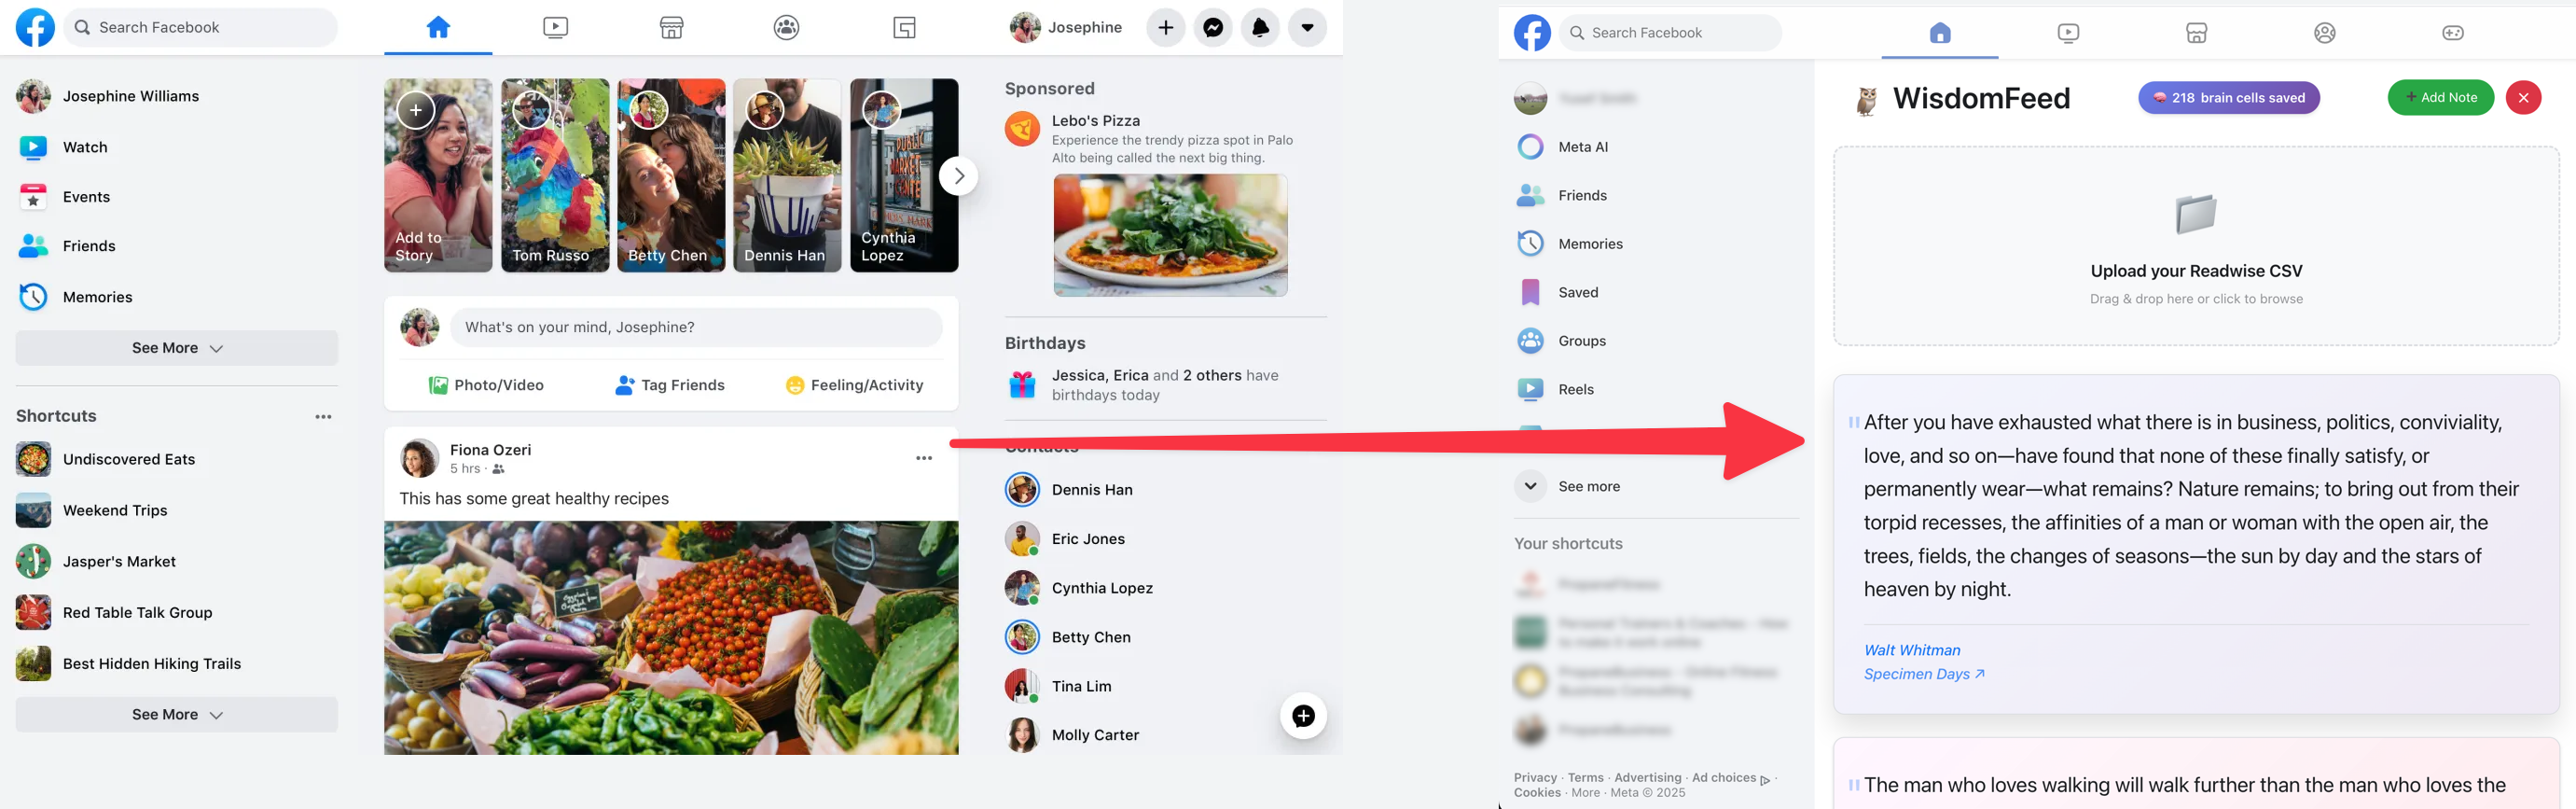 Search Facebook
Josephine
Josephine Williams
Watch
Events
Friends
Memories
See More
Shortcuts
Undiscovered Eats
Weekend Trips
Jasper's Market
Red Table Talk Group
Best Hidden Hiking Trails
See More
Add to
Story
Tom Russo
Betty Chen
Dennis Han
Cynthia
Lopez
PUBLIC
MARKET
CENTER
What's on your mind, Josephine?
Photo/Video
Tag Friends
Feeling/Activity
Fiona Ozeri
5 hrs ·
This has some great healthy recipes
Sponsored
Lebo's Pizza
Experience the trendy pizza spot in Palo
Alto being called the next big thing.
Birthdays
Jessica, Erica and 2 others have
birthdays today
Contacts
Dennis Han
Eric Jones
Cynthia Lopez
Betty Chen
Tina Lim
Molly Carter
Search Facebook
Meta AI
Friends
Memories
Saved
Groups
Reels
See more
Your shortcuts
Privacy · Terms · Advertising · Ad choices ·
Cookies · More · Meta © 2025
WisdomFeed
218 brain cells saved
+ Add Note
Upload your Readwise CSV
Drag & drop here or click to browse
"After you have exhausted what there is in business, politics, conviviality,
love, and so on—have found that none of these finally satisfy, or
permanently wear—what remains? Nature remains; to bring out from their
torpid recesses, the affinities of a man or woman with the open air, the
trees, fields, the changes of seasons—the sun by day and the stars of
heaven by night.
Walt Whitman
Specimen Days ↗
"The man who loves walking will walk further than the man who loves the